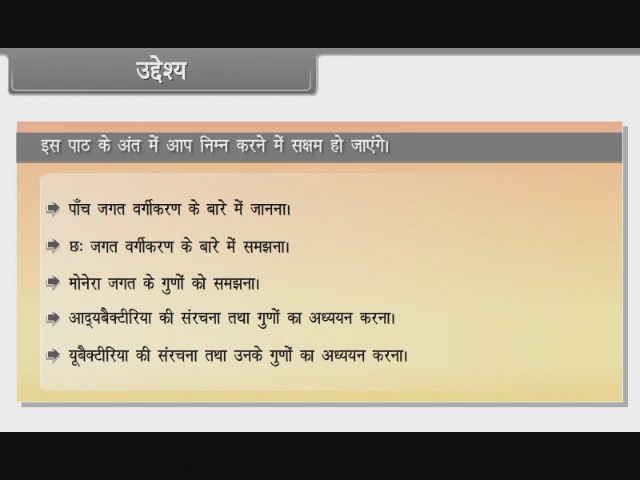 उद्देश्य
इस पाठ के अंत में आप निम्न करने में सक्षम हो जाएंगे।
पाँच जगत वर्गीकरण के बारे में जानना।
छः जगत वर्गीकरण के बारे में समझना।
मोनेरा जगत के गुणों को समझना।
आद्यबैक्टीरिया की संरचना तथा गुणों का अध्ययन करना।
यूबैक्टीरिया की संरचना तथा उनके गुणों का अध्ययन करना।